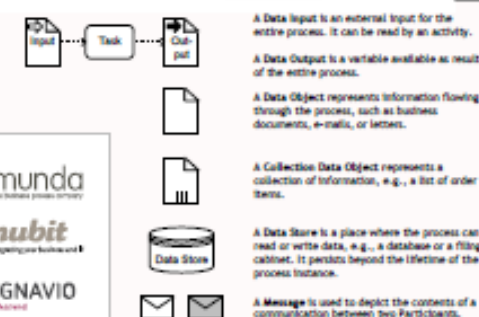 Input
Task
Out-
put
A Data Input is an external input for the
entire process. It can be read by an activity.
A Data Output is a variable available as result
of the entire process.
A Data Object represents information flowing
through the process, such as business
documents, e-mails, or letters.
A Collection Data Object represents a
collection of information, e.g., a list of order
items.
munda
nubit
GNAVIO
Data Store
A Data Store is a place where the process can
read or write data, e.g., a database or a filing
cabinet. It persists beyond the lifetime of the
process instance.
A Message is used to depict the contents of a
communication between two Participants.